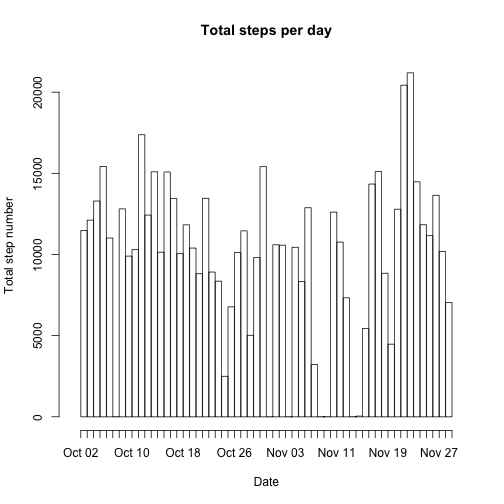 Total steps per day
Total step number
20000
15000
10000
5000
0
Oct 02 Oct 10 Oct 18 Oct 26 Nov 03 Nov 11 Nov 19 Nov 27
Date